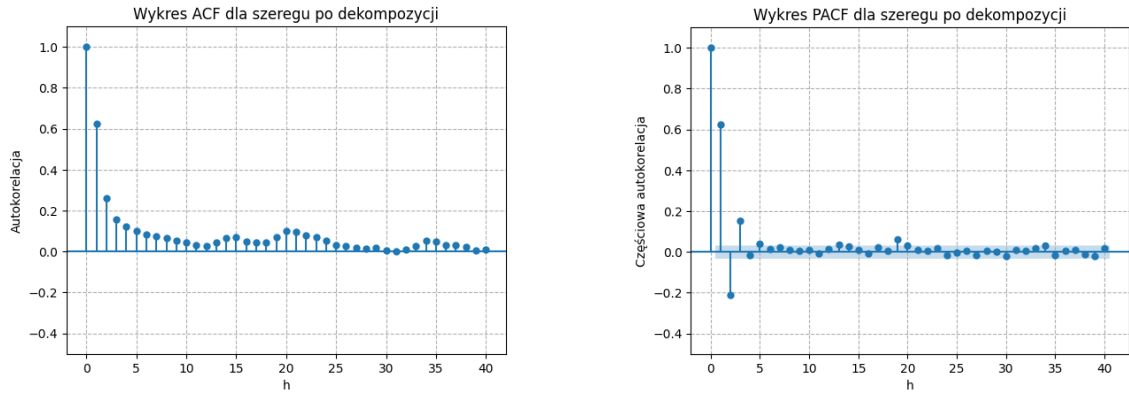 Wykres ACF dla szeregu po dekompozycji
1.0
0.8
0.6
0.4
0.2
0.0
−0.2
−0.4
Autokorelacja
0 5 10 15 20 25 30 35 40
h
Wykres PACF dla szeregu po dekompozycji
1.0
0.8
0.6
0.4
0.2
0.0
−0.2
−0.4
Częściowa autokorelacja
0 5 10 15 20 25 30 35 40
h